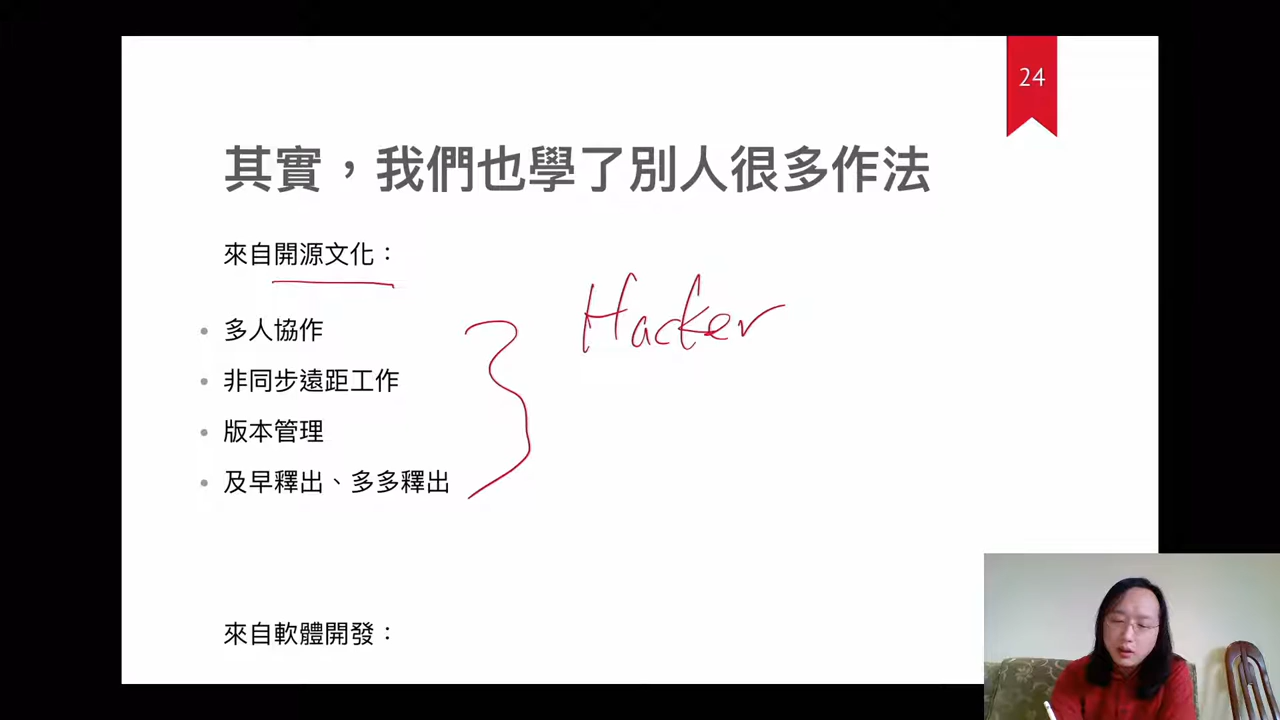 24
其實，我們也學了別人很多作法
來自開源文化：
Hacker
多人協作
非同步遠距工作
版本管理
及早釋出、多多釋出
來自軟體開發：